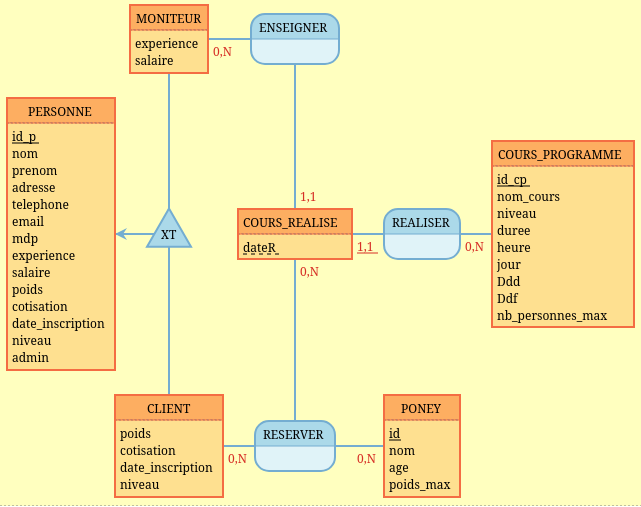 MONITEUR
experience
salaire
0,N
ENSEIGNER
PERSONNE
id_p
nom
prenom
adresse
telephone
email
mdp
experience
salaire
poids
cotisation
date_inscription
niveau
admin
XT
1,1
COURS_REALISE
dateR
1,1
0,N
REALISER
0,N
COURS_PROGRAMME
id_cp
nom_cours
niveau
duree
heure
jour
Ddd
Ddf
nb_personnes_max
CLIENT
poids
cotisation
date_inscription
niveau
0,N
RESERVER
0,N
PONEY
id
nom
age
poids_max